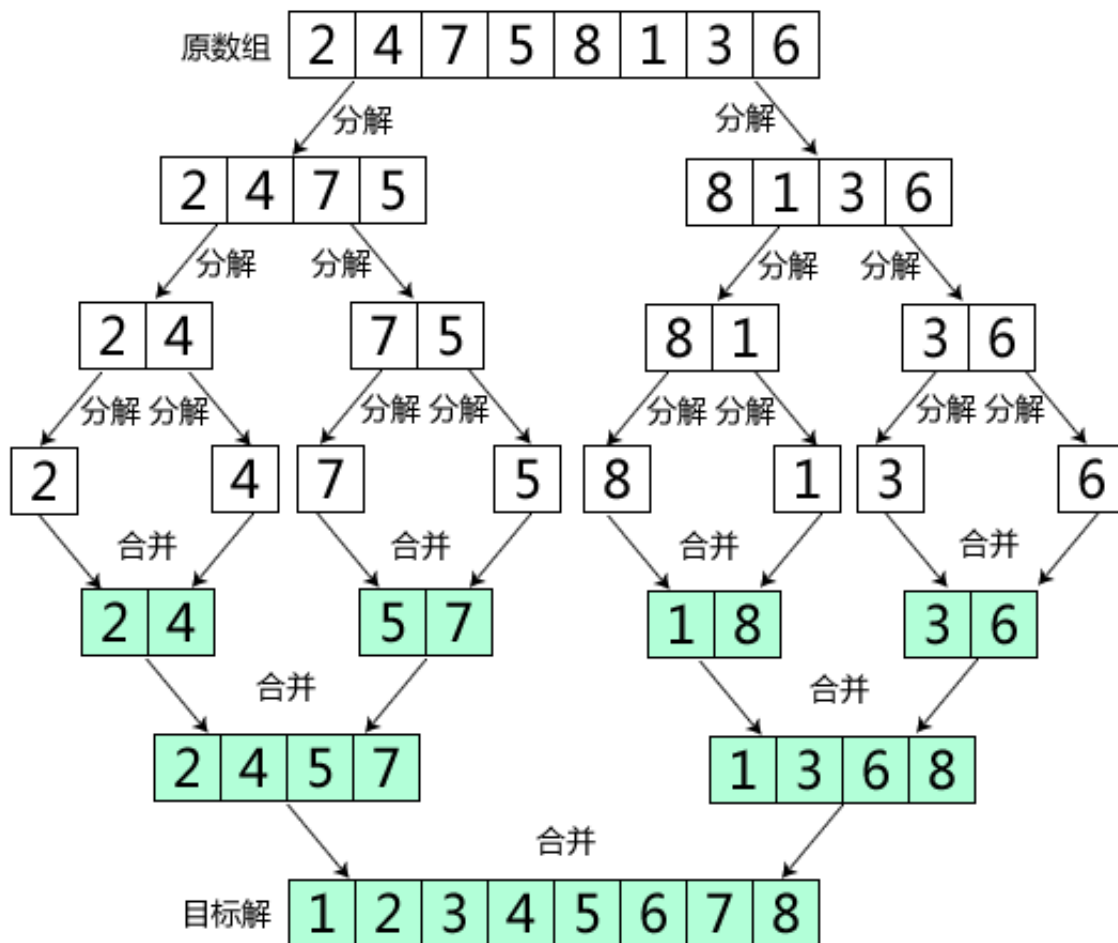 原数组 2 4 7 5 8 1 3 6
分解 分解
2 4 7 5 8 1 3 6
分解 分解 分解 分解
2 4 7 5 8 1 3 6
分解 分解 分解 分解 分解 分解 分解 分解
2 4 7 5 8 1 3 6
合并 合并 合并 合并
2 4 5 7 1 8 3 6
合并 合并
2 4 5 7 1 3 6 8
合并
目标解 1 2 3 4 5 6 7 8